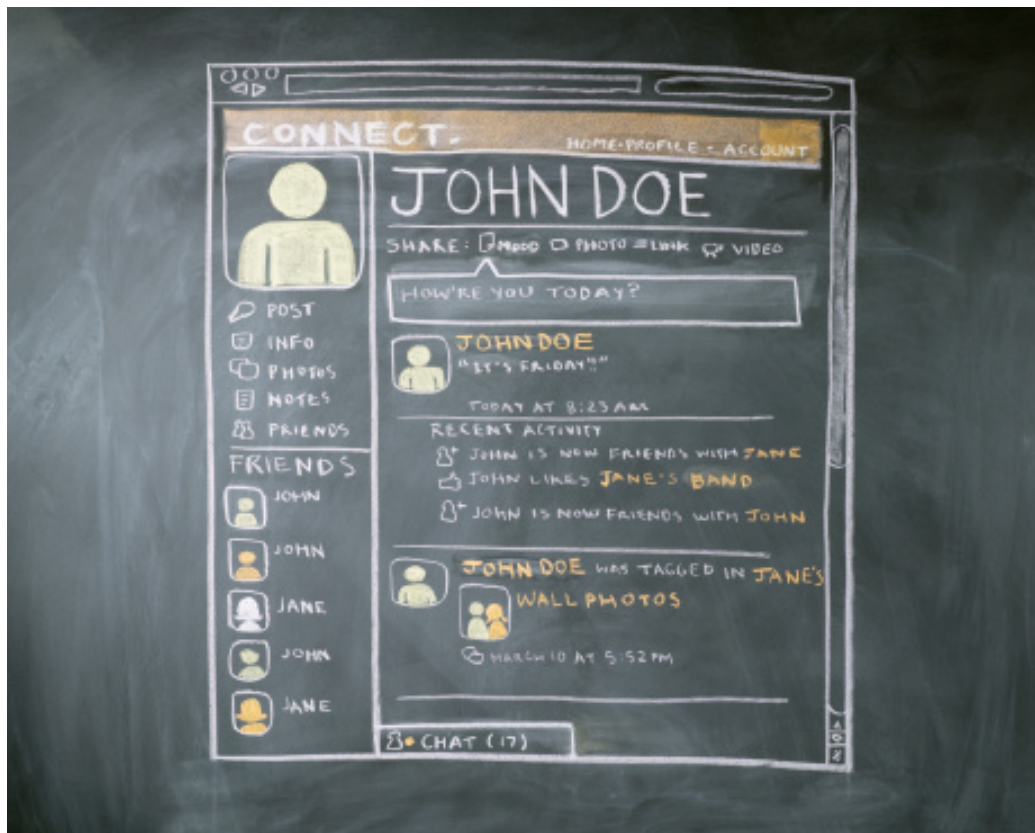 CONNECT.
HOME-PROFILE - ACCOUNT
JOHN DOE
SHARE: MOOD PHOTO LINK VIDEO
HOW'RE YOU TODAY?
POST
INFO
PHOTOS
NOTES
FRIENDS
FRIENDS
JOHN
JOHN
JANE
JOHN
JANE
JOHN DOE
"IT'S FRIDAY!"
TODAY AT 8:23 AM
RECENT ACTIVITY
JOHN IS NOW FRIENDS WITH JANE
JOHN LIKES JANE'S BAND
JOHN IS NOW FRIENDS WITH JOHN
JOHN DOE WAS TAGGED IN JANE'S
WALL PHOTOS
MARCH 10 AT 5:52 PM
CHAT (17)